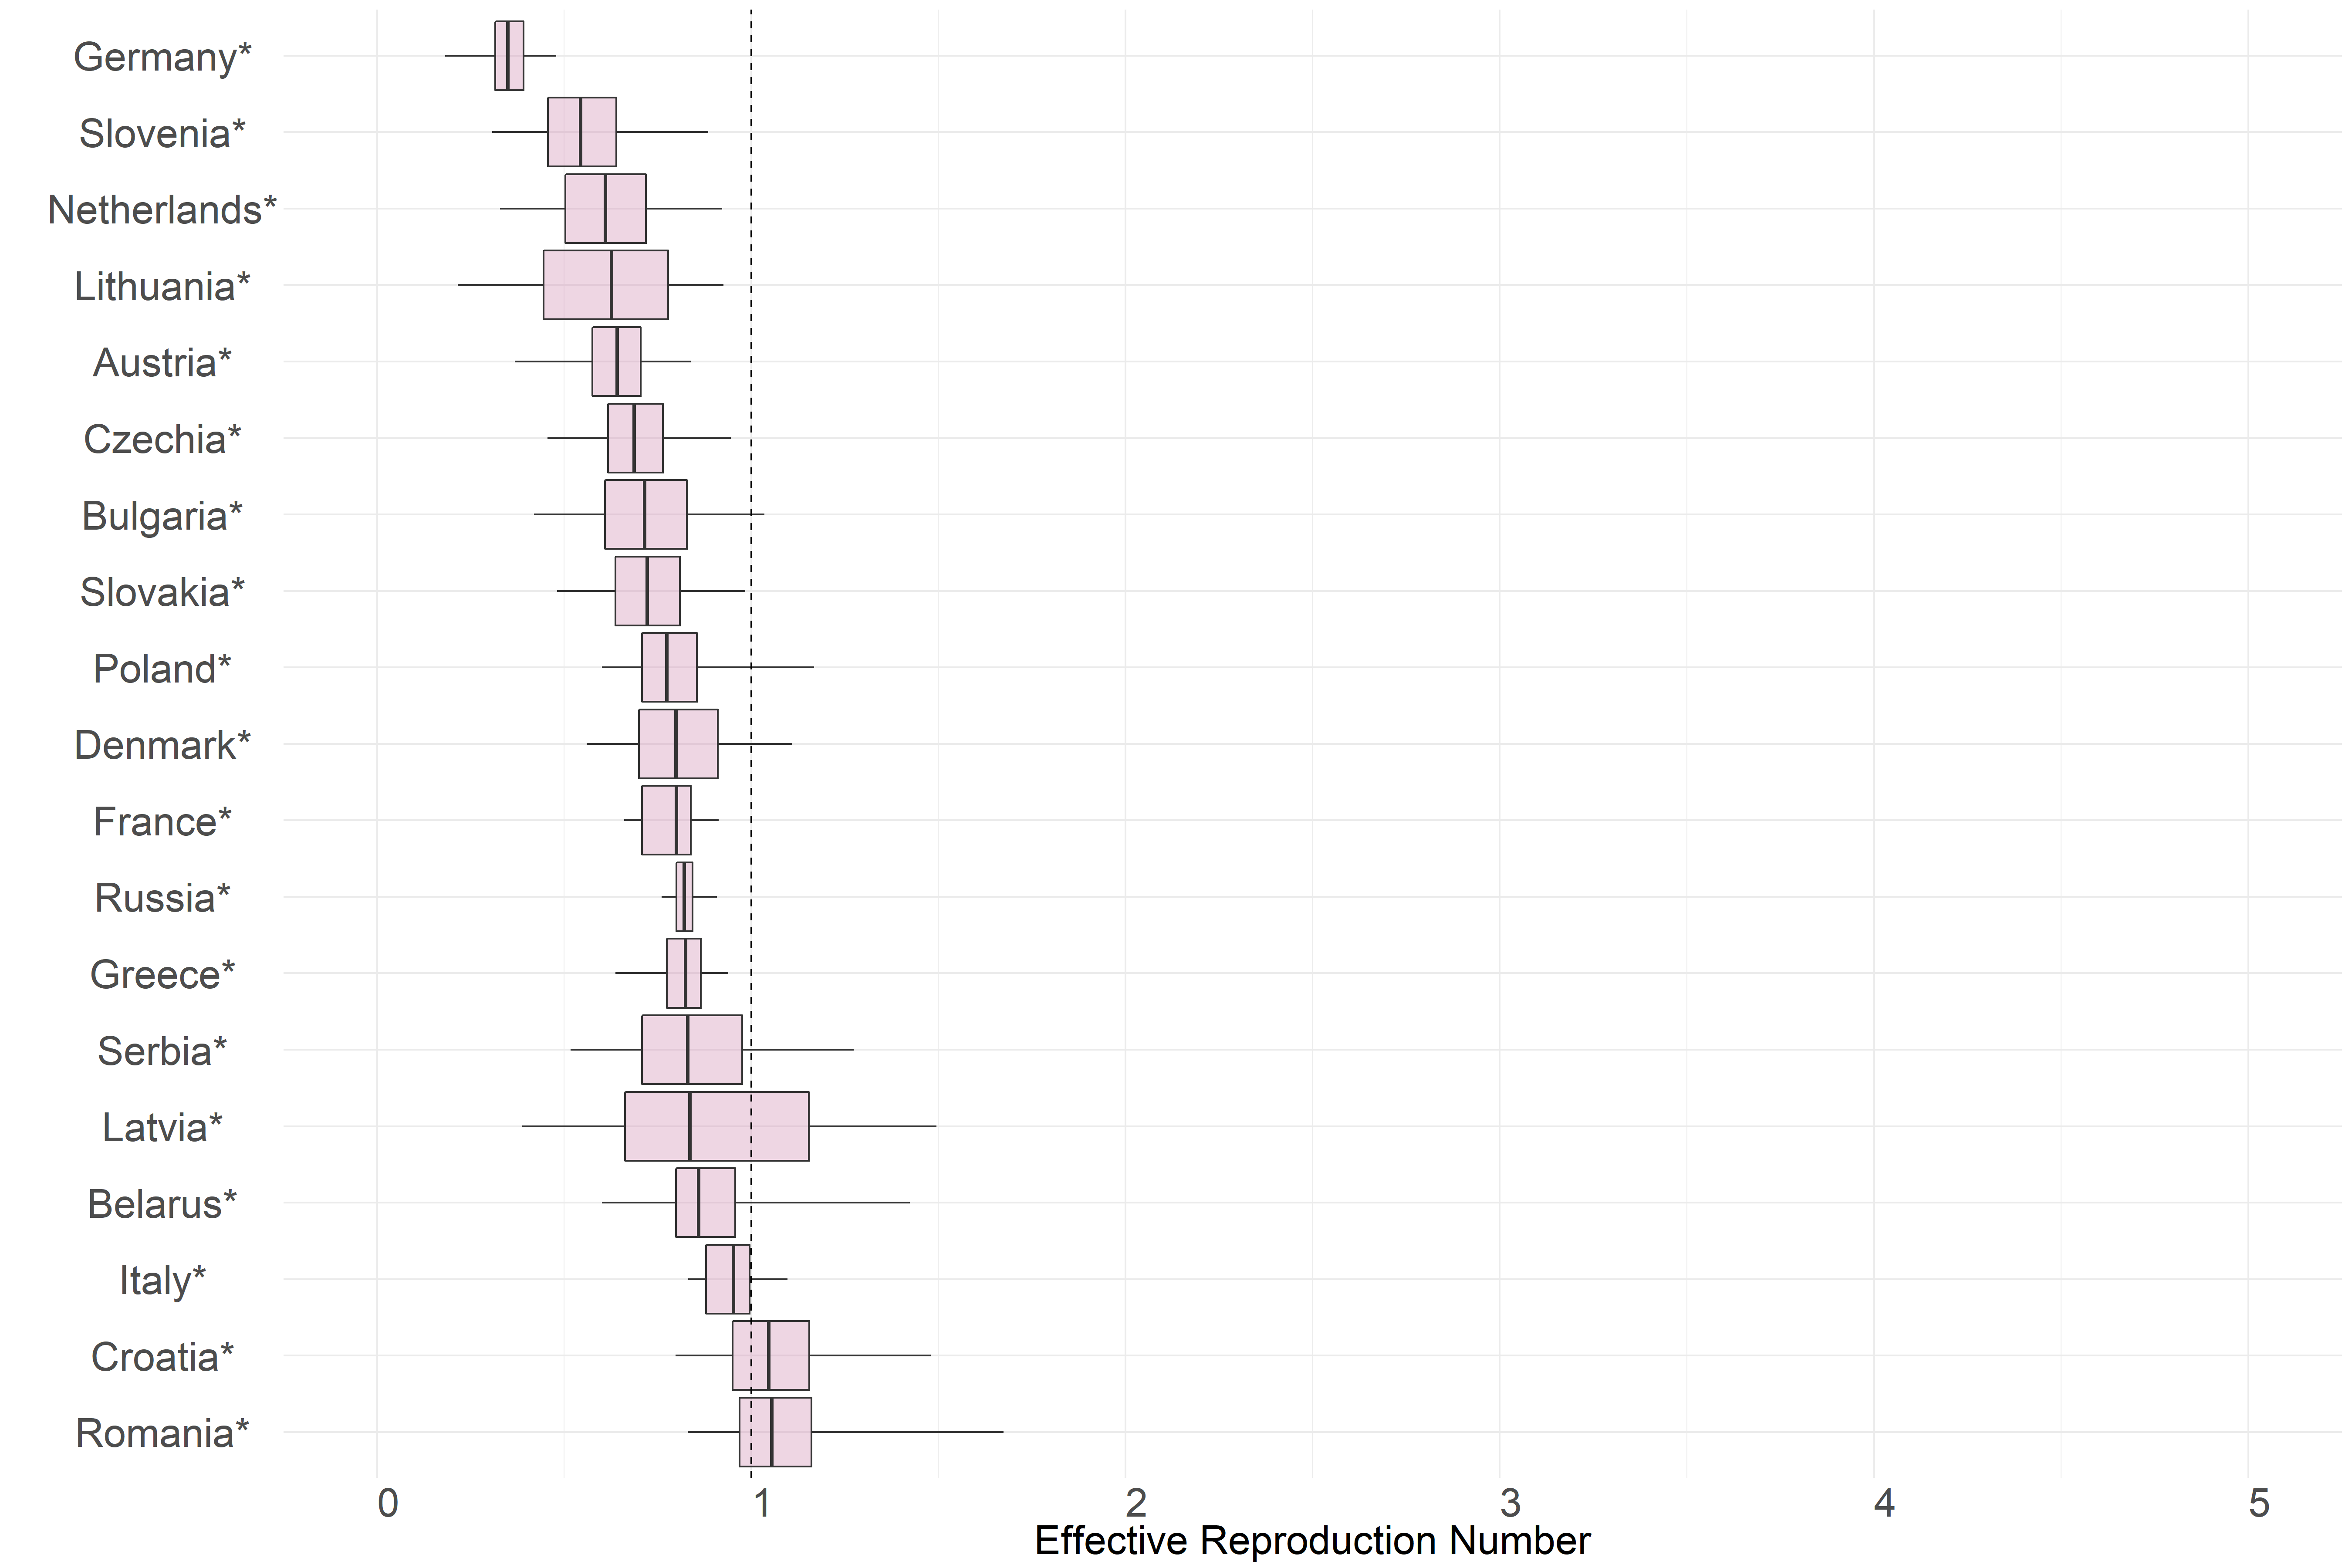 Germany*
Slovenia*
Netherlands*
Lithuania*
Austria*
Czechia*
Bulgaria*
Slovakia*
Poland*
Denmark*
France*
Russia*
Greece*
Serbia*
Latvia*
Belarus*
Italy*
Croatia*
Romania*
0 1 2 3 4 5
Effective Reproduction Number